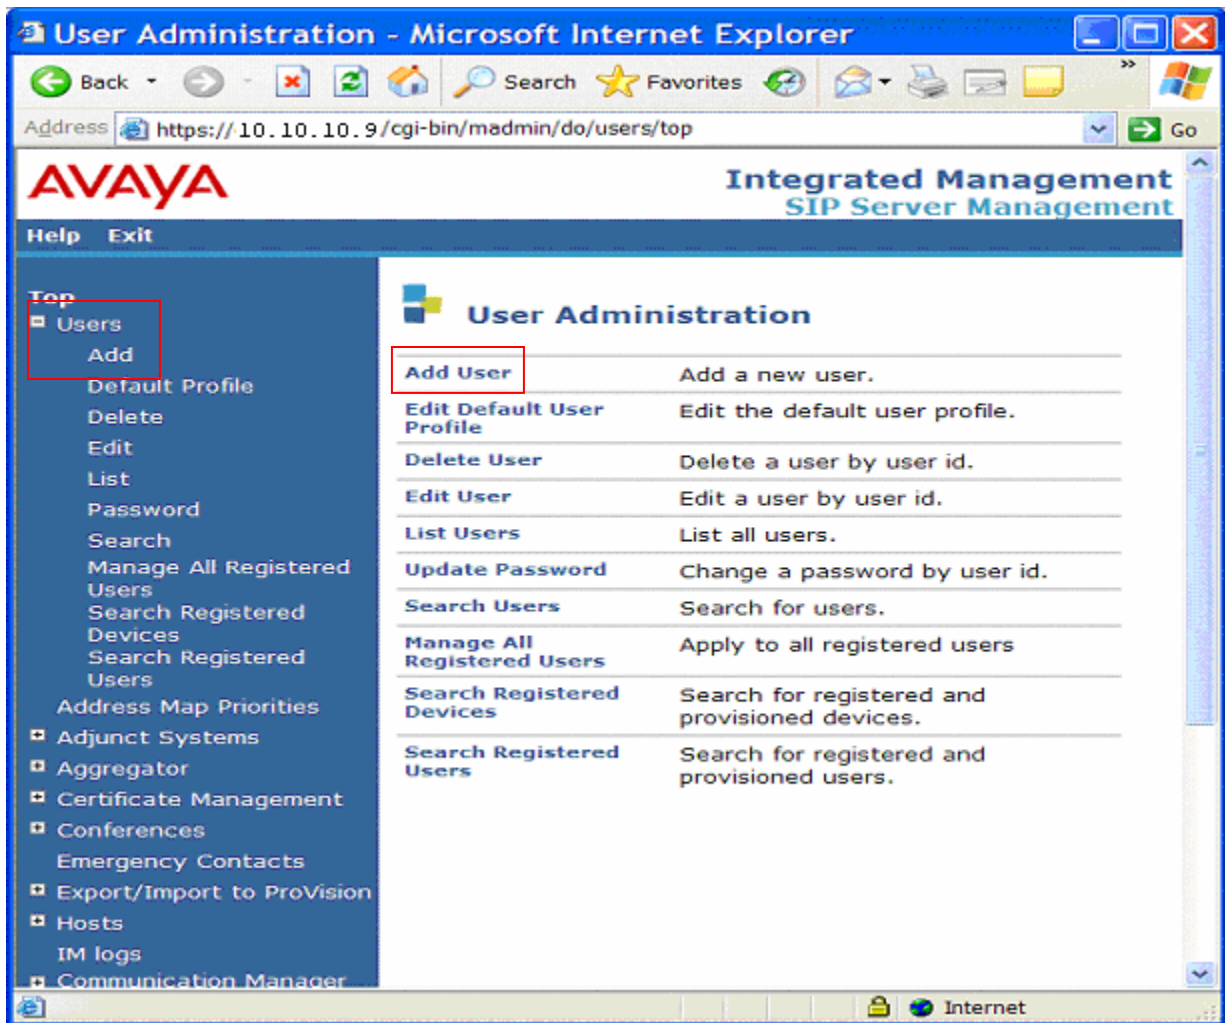 User Administration - Microsoft Internet Explorer
Back Search Favorites »
Address https://10.10.10.9/cgi-bin/madmin/do/users/top Go
AVAYA
Integrated Management
SIP Server Management
Help Exit
Top
Users
Add
Default Profile
Delete
Edit
List
Password
Search
Manage All Registered
Users
Search Registered
Devices
Search Registered
Users
Address Map Priorities
Adjunct Systems
Aggregator
Certificate Management
Conferences
Emergency Contacts
Export/Import to ProVision
Hosts
IM logs
Communication Manager
User Administration
Add User
Add a new user.
Edit Default User
Profile
Edit the default user profile.
Delete User
Delete a user by user id.
Edit User
Edit a user by user id.
List Users
List all users.
Update Password
Change a password by user id.
Search Users
Search for users.
Manage All
Registered Users
Apply to all registered users
Search Registered
Devices
Search for registered and
provisioned devices.
Search Registered
Users
Search for registered and
provisioned users.
Internet